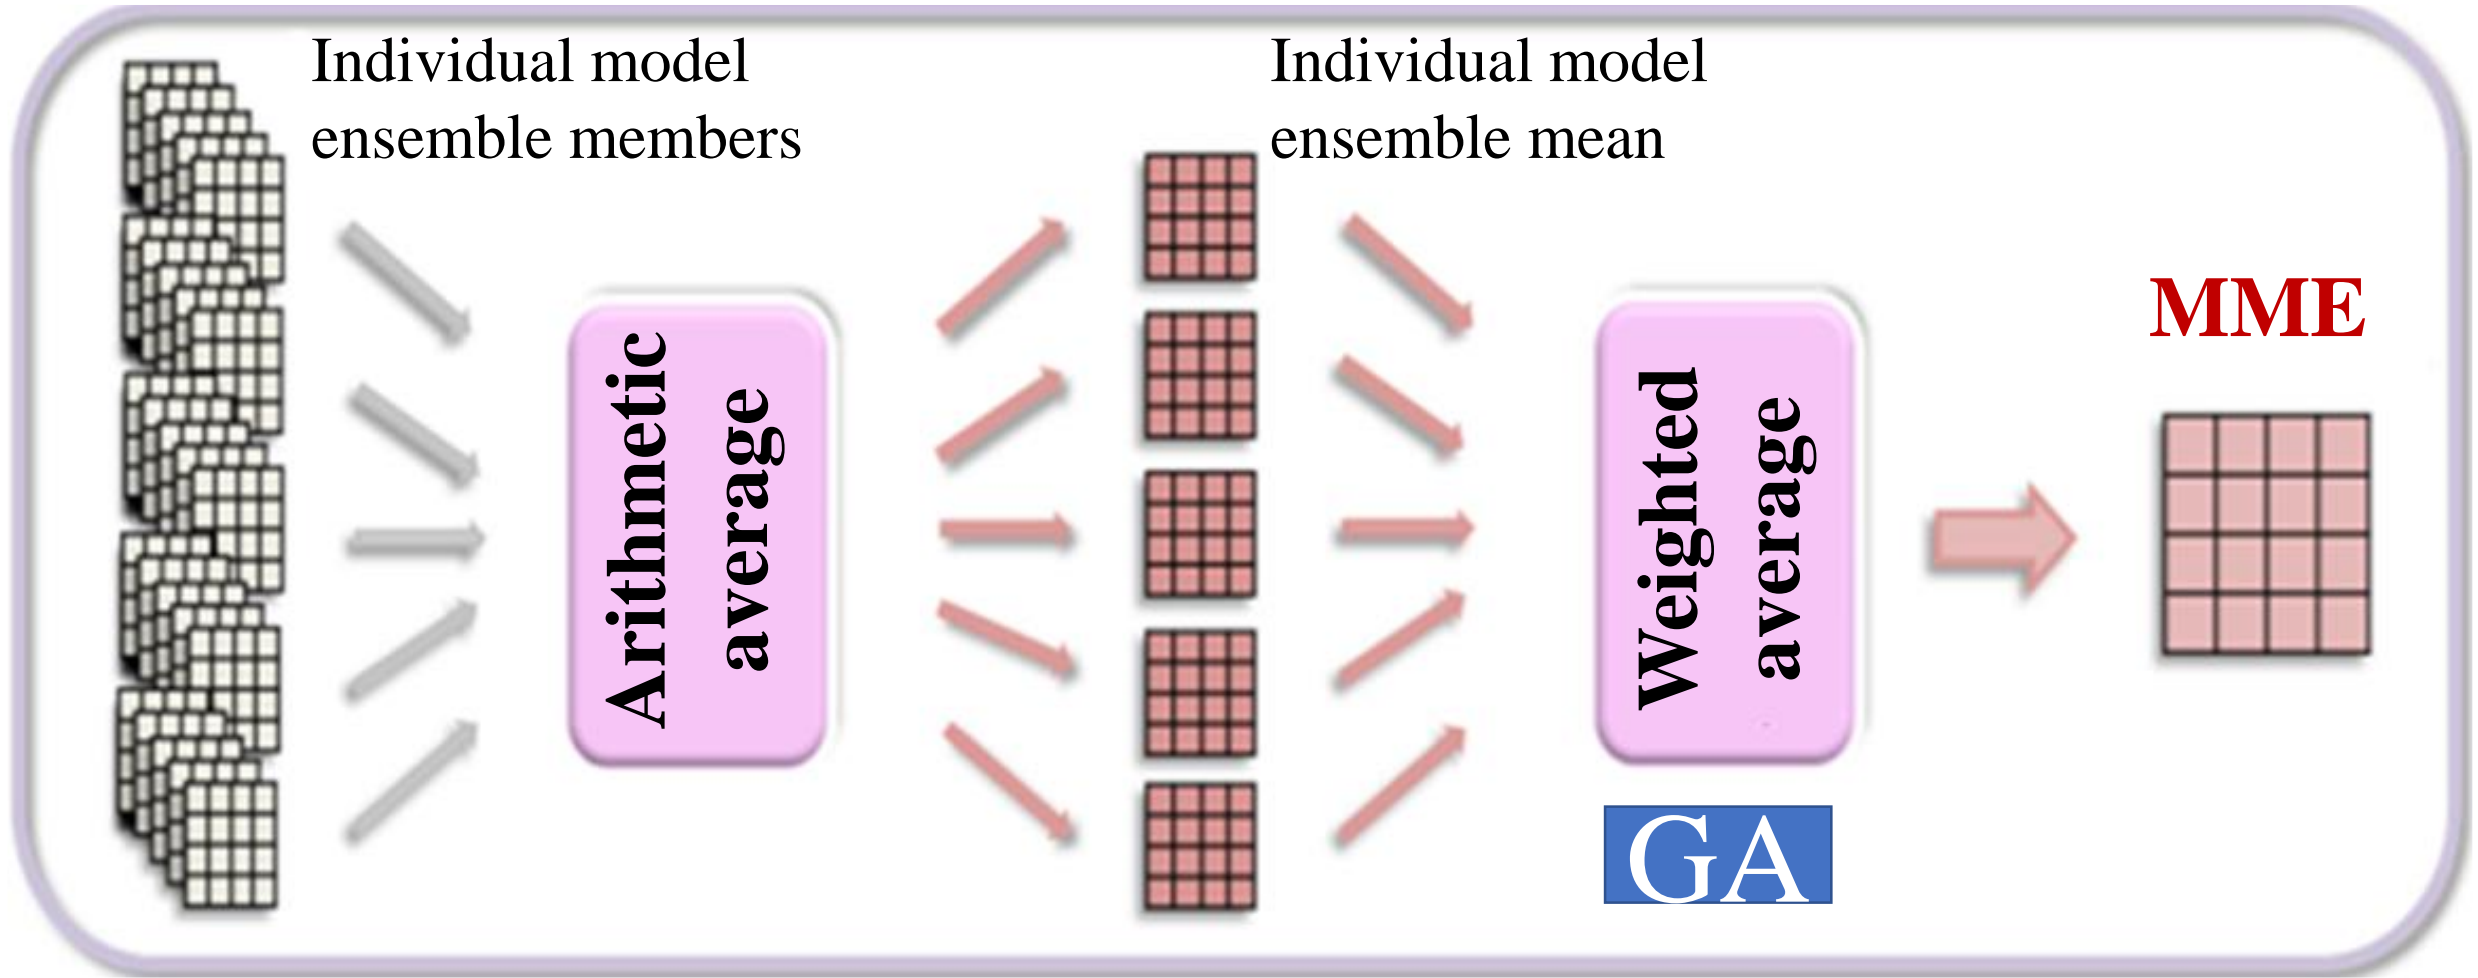 Individual model
ensemble members
Arithmetic
average
Individual model
ensemble mean
Weighted
average
GA
MME